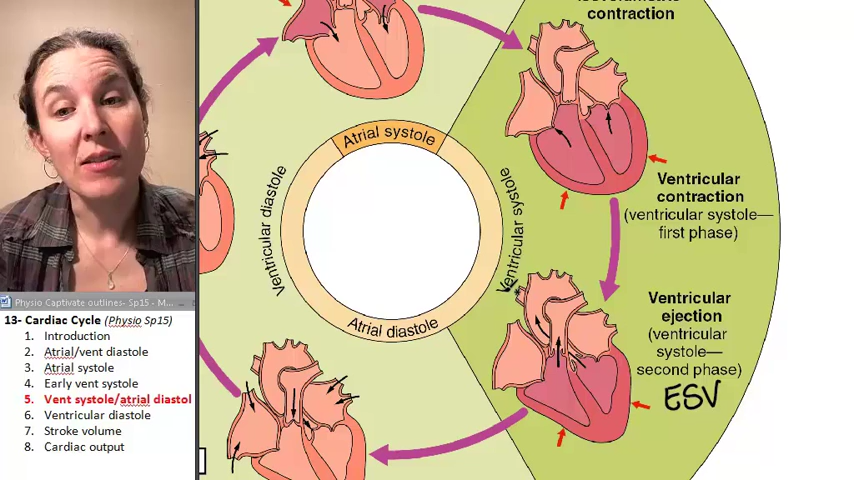 contraction
Atrial systole
Ventricular diastole
Ventricular systole
Atrial diastole
Ventricular
contraction
(ventricular systole—
first phase)
Ventricular
ejection
(ventricular
systole—
second phase)
ESV
Physio Captivate outlines- Sp15 - M...
13- Cardiac Cycle (Physio Sp15)
1. Introduction
2. Atrial/vent diastole
3. Atrial systole
4. Early vent systole
5. Vent systole/atrial diastol
6. Ventricular diastole
7. Stroke volume
8. Cardiac output